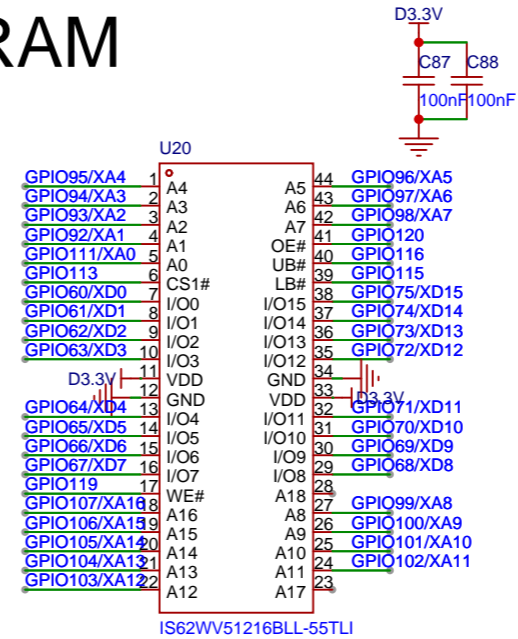 RAM
D3.3V
C87 C88
100nF 100nF
U20
GPIO95/XA4 1 A4 A5 44 GPIO96/XA5
GPIO94/XA3 2 A3 A6 43 GPIO97/XA6
GPIO93/XA2 3 A2 A7 42 GPIO98/XA7
GPIO92/XA1 4 A1 OE# 41 GPIO120
GPIO111/XA0 5 A0 UB# 40 GPIO116
GPIO113 6 CS1# LB# 39 GPIO115
GPIO60/XD0 7 I/O0 I/O15 38 GPIO75/XD15
GPIO61/XD1 8 I/O1 I/O14 37 GPIO74/XD14
GPIO62/XD2 9 I/O2 I/O13 36 GPIO73/XD13
GPIO63/XD3 10 I/O3 I/O12 35 GPIO72/XD12
D3.3V 11 VDD GND 34
12 GND VDD 33 D3.3V
GPIO64/XD4 13 I/O4 I/O11 32 GPIO71/XD11
GPIO65/XD5 14 I/O5 I/O10 31 GPIO70/XD10
GPIO66/XD6 15 I/O6 I/O9 30 GPIO69/XD9
GPIO67/XD7 16 I/O7 I/O8 29 GPIO68/XD8
GPIO119 17 WE# A18 28
GPIO107/XA16 18 A16 A8 27 GPIO99/XA8
GPIO106/XA15 19 A15 A9 26 GPIO100/XA9
GPIO105/XA14 20 A14 A10 25 GPIO101/XA10
GPIO104/XA13 21 A13 A11 24 GPIO102/XA11
GPIO103/XA12 22 A12 A17 23
IS62WV51216BLL-55TLI